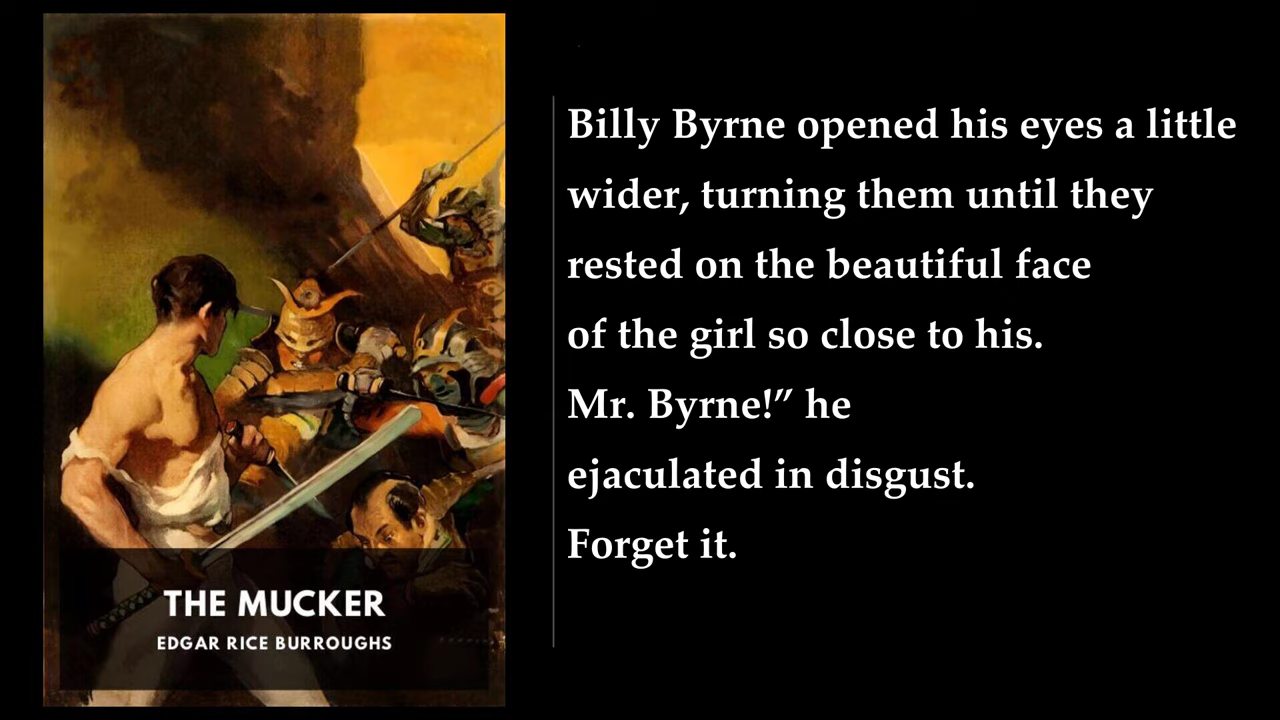 Billy Byrne opened his eyes a little
wider, turning them until they
rested on the beautiful face
of the girl so close to his.
Mr. Byrne!” he
ejaculated in disgust.
Forget it.
THE MUCKER
EDGAR RICE BURROUGHS